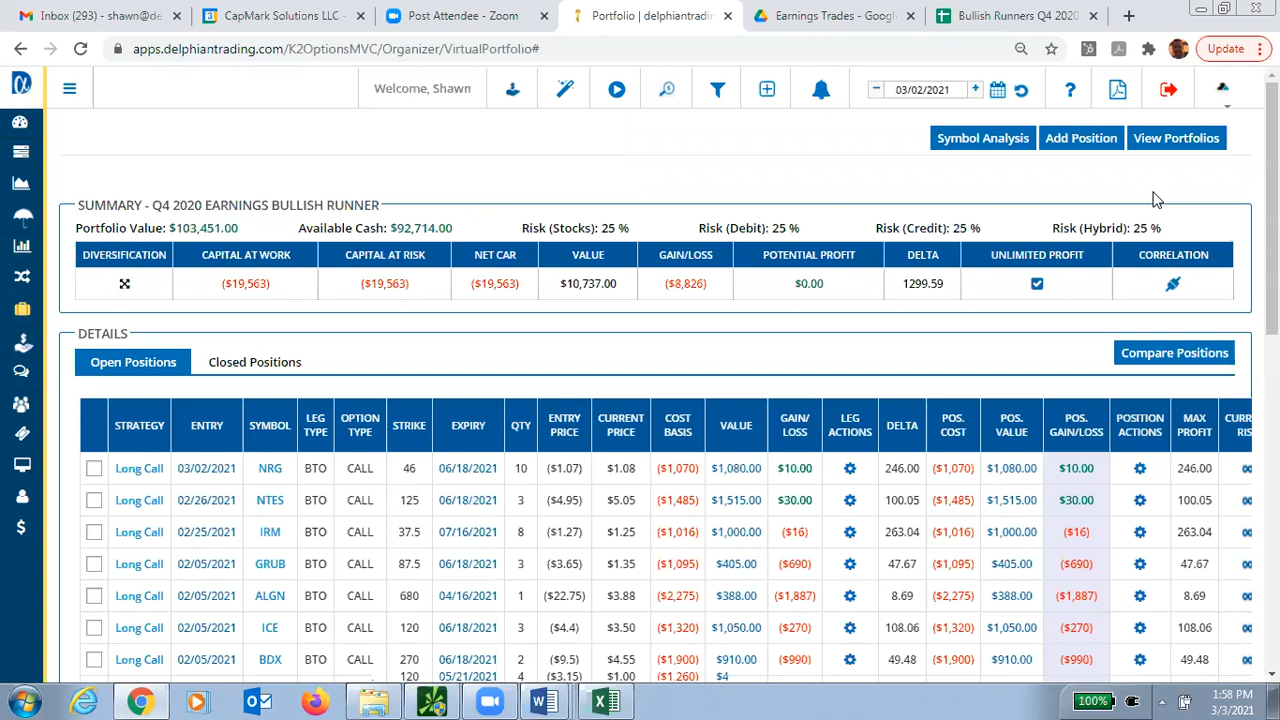 Inbox (293) - shawn@de
CapMark Solutions LLC -
Post Attendee - Zoom
Portfolio | delphiantradin
Earnings Trades - Google
Bullish Runners Q4 2020
apps.delphiantrading.com/K2OptionsMVC/Organizer/VirtualPortfolio#
Update
Welcome, Shawn
03/02/2021
Symbol Analysis Add Position View Portfolios
SUMMARY - Q4 2020 EARNINGS BULLISH RUNNER
Portfolio Value: $103,451.00 Available Cash: $92,714.00 Risk (Stocks): 25 % Risk (Debit): 25 % Risk (Credit): 25 % Risk (Hybrid): 25 %
DIVERSIFICATION CAPITAL AT WORK CAPITAL AT RISK NET CAR VALUE GAIN/LOSS POTENTIAL PROFIT DELTA UNLIMITED PROFIT CORRELATION
($19,563) ($19,563) ($19,563) $10,737.00 ($8,826) $0.00 1299.59
DETAILS
Open Positions Closed Positions Compare Positions
STRATEGY ENTRY SYMBOL LEG TYPE OPTION TYPE STRIKE EXPIRY QTY ENTRY PRICE CURRENT PRICE COST BASIS VALUE GAIN/ LOSS LEG ACTIONS DELTA POS. COST POS. VALUE POS. GAIN/LOSS POSITION ACTIONS MAX PROFIT CURR RIS
Long Call 03/02/2021 NRG BTO CALL 46 06/18/2021 10 ($1.07) $1.08 ($1,070) $1,080.00 $10.00 246.00 ($1,070) $1,080.00 $10.00 246.00 ∞
Long Call 02/26/2021 NTES BTO CALL 125 06/18/2021 3 ($4.95) $5.05 ($1,485) $1,515.00 $30.00 100.05 ($1,485) $1,515.00 $30.00 100.05 ∞
Long Call 02/25/2021 IRM BTO CALL 37.5 07/16/2021 8 ($1.27) $1.25 ($1,016) $1,000.00 ($16) 263.04 ($1,016) $1,000.00 ($16) 263.04 ∞
Long Call 02/05/2021 GRUB BTO CALL 87.5 06/18/2021 3 ($3.65) $1.35 ($1,095) $405.00 ($690) 47.67 ($1,095) $405.00 ($690) 47.67 ∞
Long Call 02/05/2021 ALGN BTO CALL 680 04/16/2021 1 ($22.75) $3.88 ($2,275) $388.00 ($1,887) 8.69 ($2,275) $388.00 ($1,887) 8.69 ∞
Long Call 02/05/2021 ICE BTO CALL 120 06/18/2021 3 ($4.4) $3.50 ($1,320) $1,050.00 ($270) 108.06 ($1,320) $1,050.00 ($270) 108.06 ∞
Long Call 02/05/2021 BDX BTO CALL 270 06/18/2021 2 ($9.5) $4.55 ($1,900) $910.00 ($990) 49.48 ($1,900) $910.00 ($990) 49.48 ∞
120 05/21/2021 4 ($3.15) $1.00 ($1,260) $4
100%
1:58 PM
3/3/2021